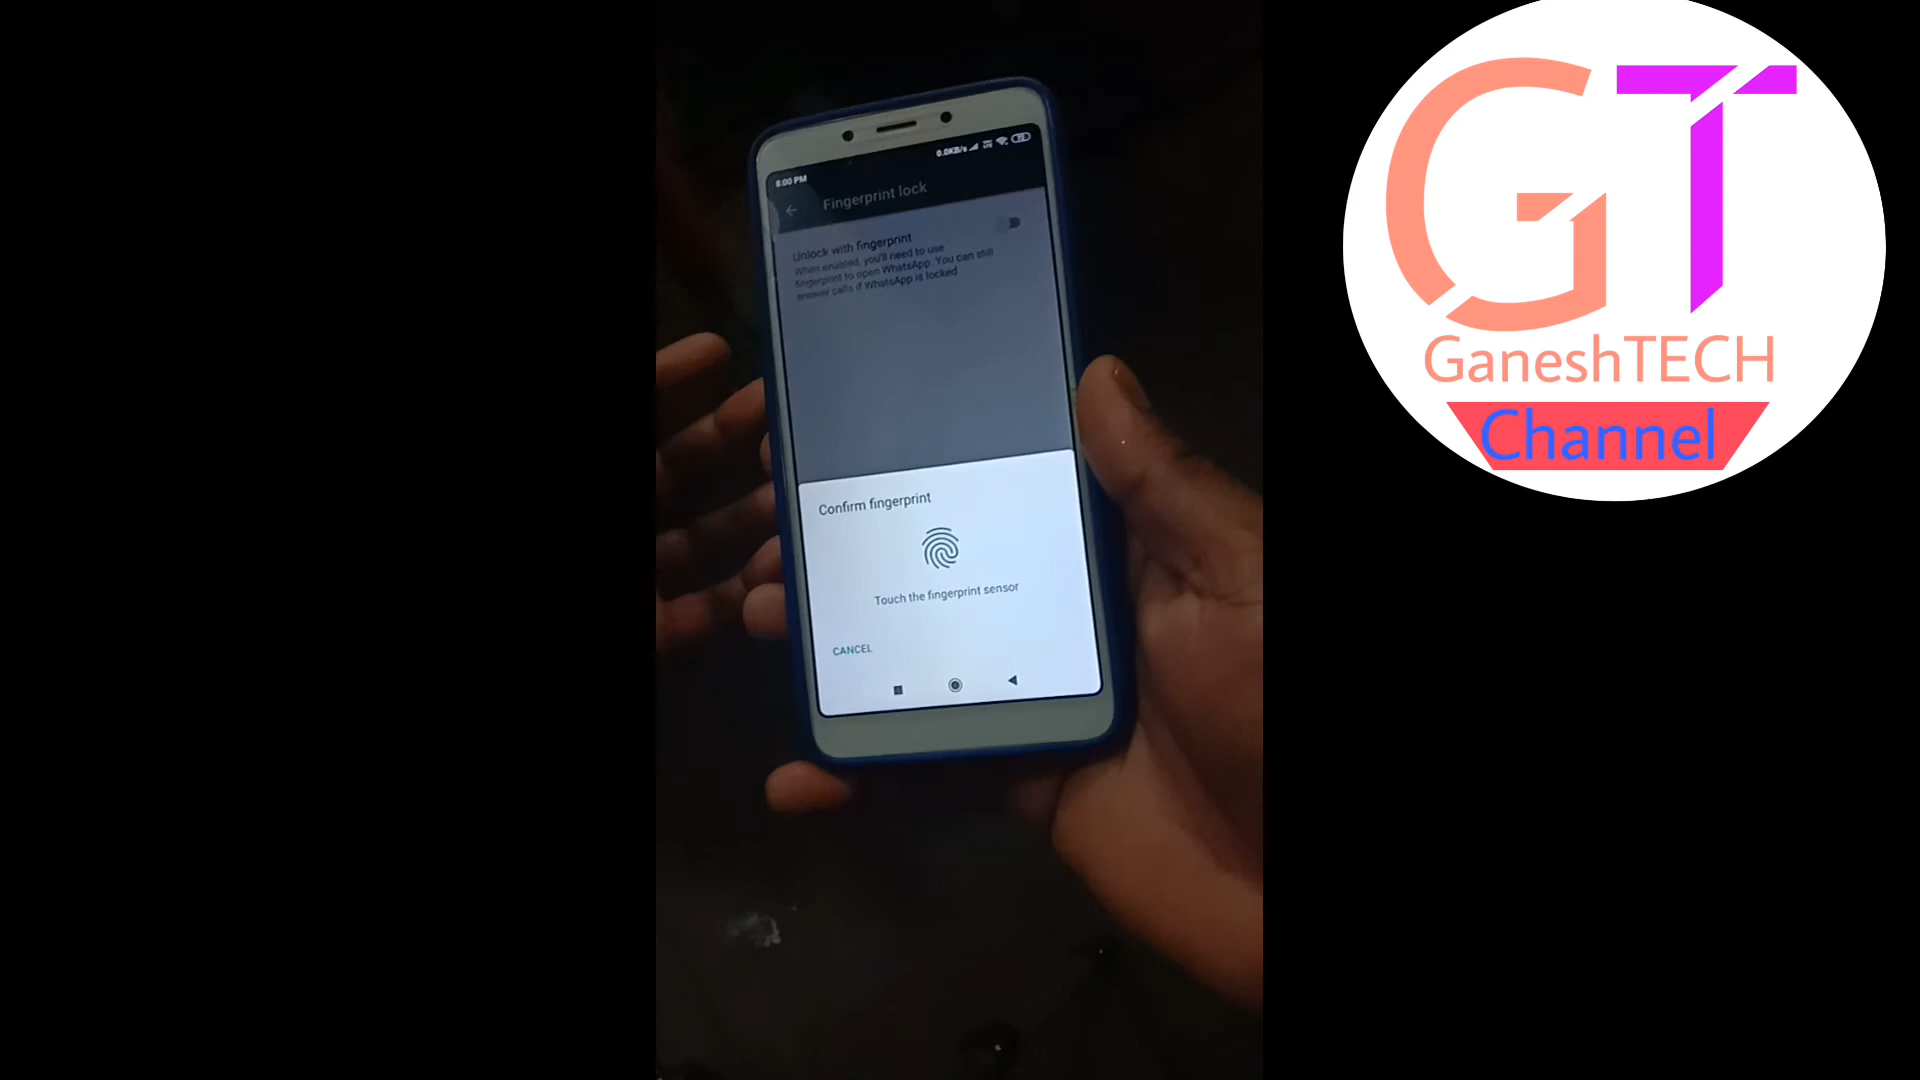 8:00 PM
0.0KB/s
Fingerprint lock
Unlock with fingerprint
When enabled, you'll need to use
fingerprint to open WhatsApp. You can still
answer calls if WhatsApp is locked.
Confirm fingerprint
Touch the fingerprint sensor
CANCEL
GT
GaneshTECH
Channel